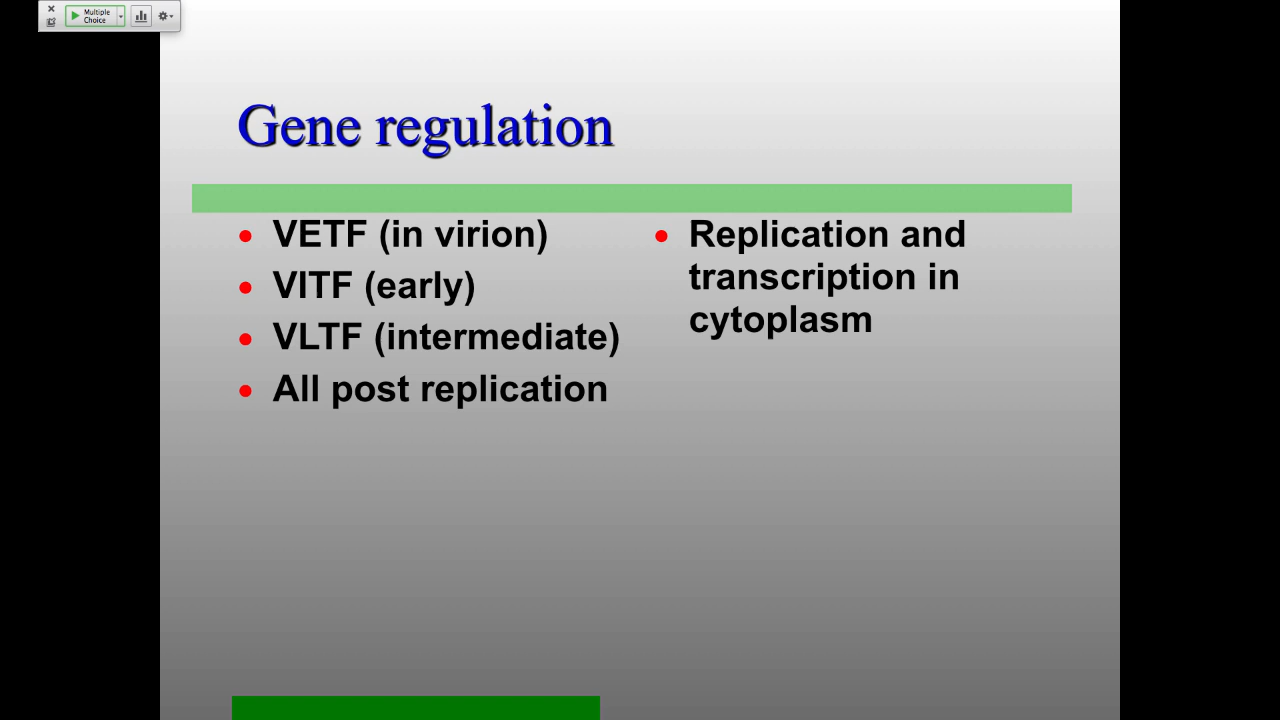 Multiple
Choice
Gene regulation
VETF (in virion)
VITF (early)
VLTF (intermediate)
All post replication
Replication and
transcription in
cytoplasm